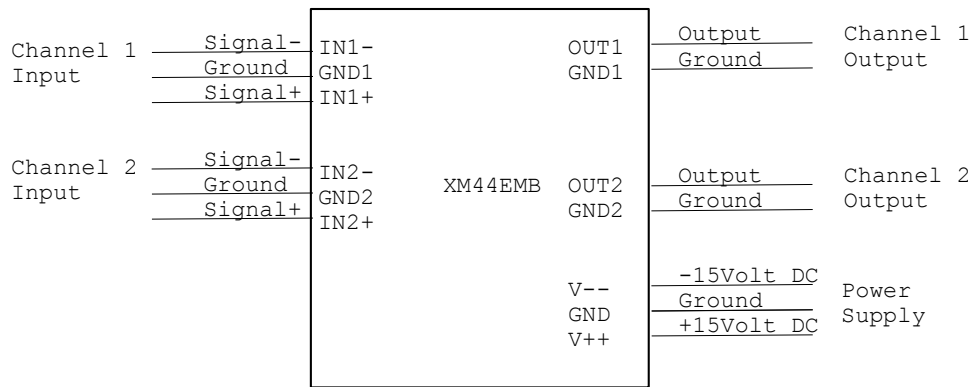 Channel 1
Input
Signal-
Ground
Signal+
IN1-
GND1
IN1+
OUT1
GND1
Output
Ground
Channel 1
Output
Channel 2
Input
Signal-
Ground
Signal+
IN2-
GND2
IN2+
XM44EMB
OUT2
GND2
Output
Ground
Channel 2
Output
V--
GND
V++
-15Volt DC
Ground
+15Volt DC
Power
Supply